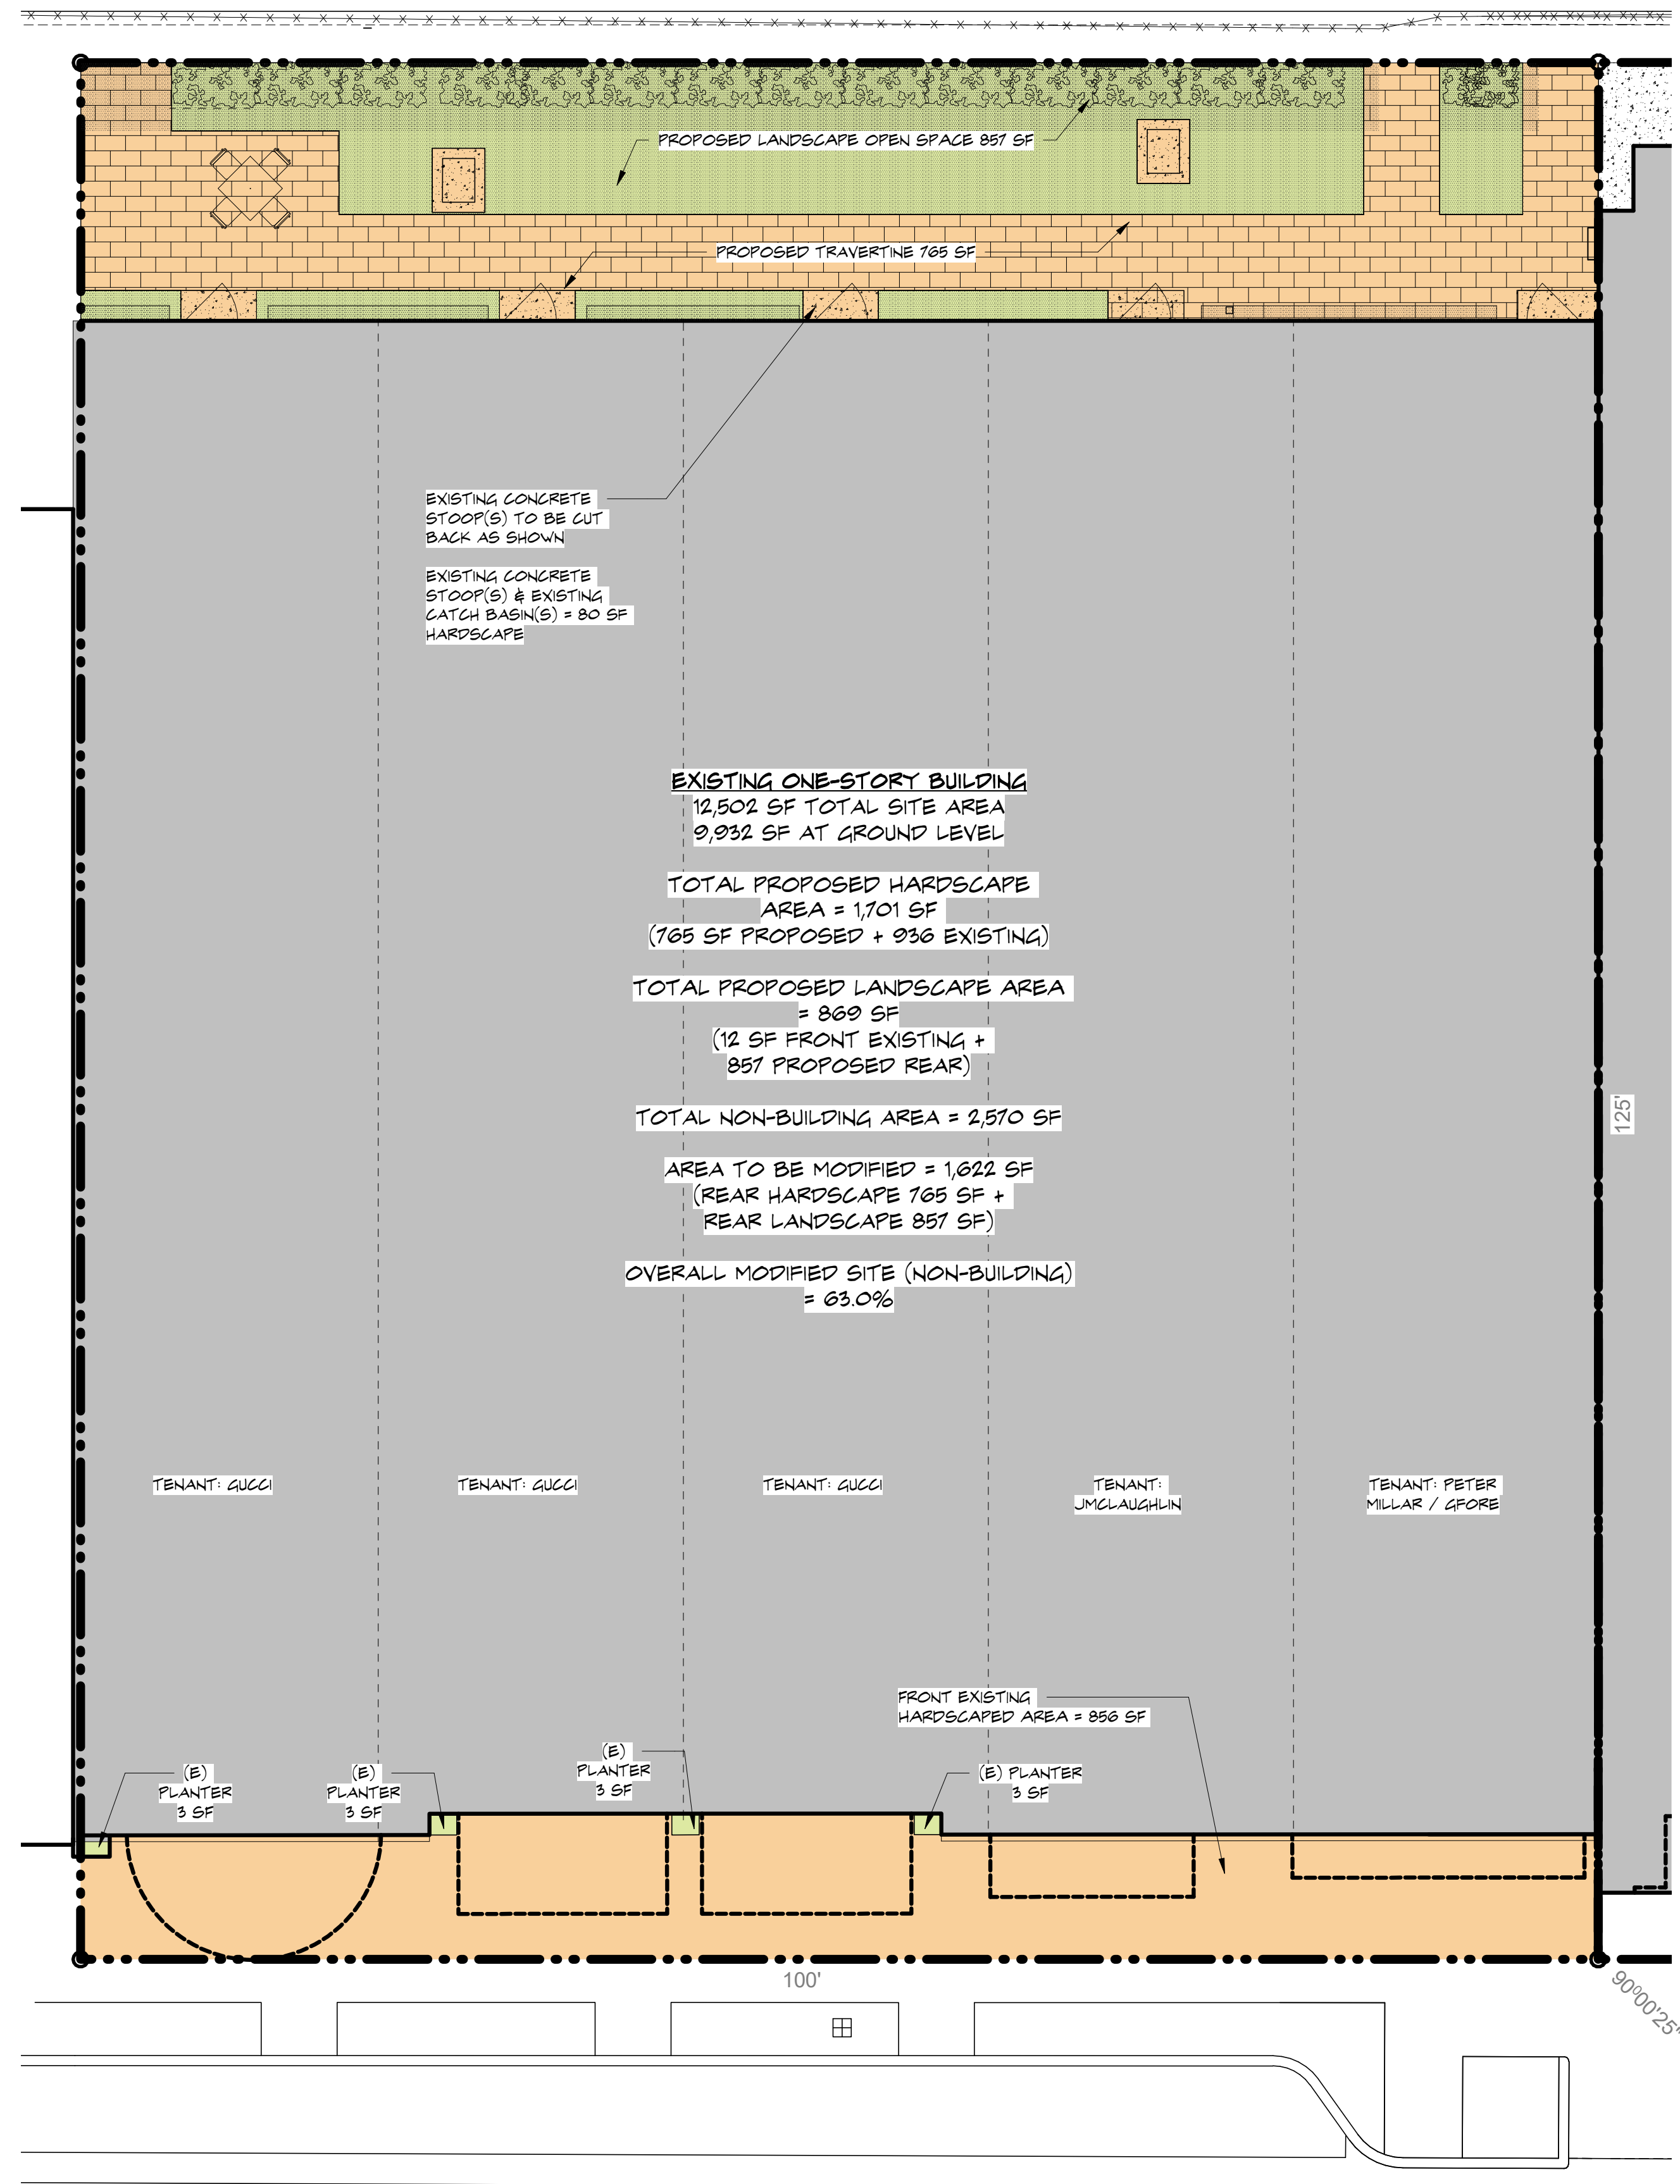 PROPOSED LANDSCAPE OPEN SPACE 857 SF
PROPOSED TRAVERTINE 765 SF
EXISTING CONCRETE
STOOP(S) TO BE CUT
BACK AS SHOWN
EXISTING CONCRETE
STOOP(S) & EXISTING
CATCH BASIN(S) = 80 SF
HARDSCAPE
EXISTING ONE-STORY BUILDING
12,502 SF TOTAL SITE AREA
9,932 SF AT GROUND LEVEL
TOTAL PROPOSED HARDSCAPE
AREA = 1,701 SF
(765 SF PROPOSED + 936 EXISTING)
TOTAL PROPOSED LANDSCAPE AREA
= 869 SF
(12 SF FRONT EXISTING +
857 PROPOSED REAR)
TOTAL NON-BUILDING AREA = 2,570 SF
125'
AREA TO BE MODIFIED = 1,622 SF
(REAR HARDSCAPE 765 SF +
REAR LANDSCAPE 857 SF)
OVERALL MODIFIED SITE (NON-BUILDING)
= 63.0%
TENANT: GUCCI
TENANT: GUCCI
TENANT: GUCCI
TENANT:
JMCLAUGHLIN
TENANT: PETER
MILLAR / GFORE
FRONT EXISTING
HARDSCAPED AREA = 856 SF
(E)
PLANTER
3 SF
(E)
PLANTER
3 SF
(E)
PLANTER
3 SF
(E) PLANTER
3 SF
100'
90º00'25"